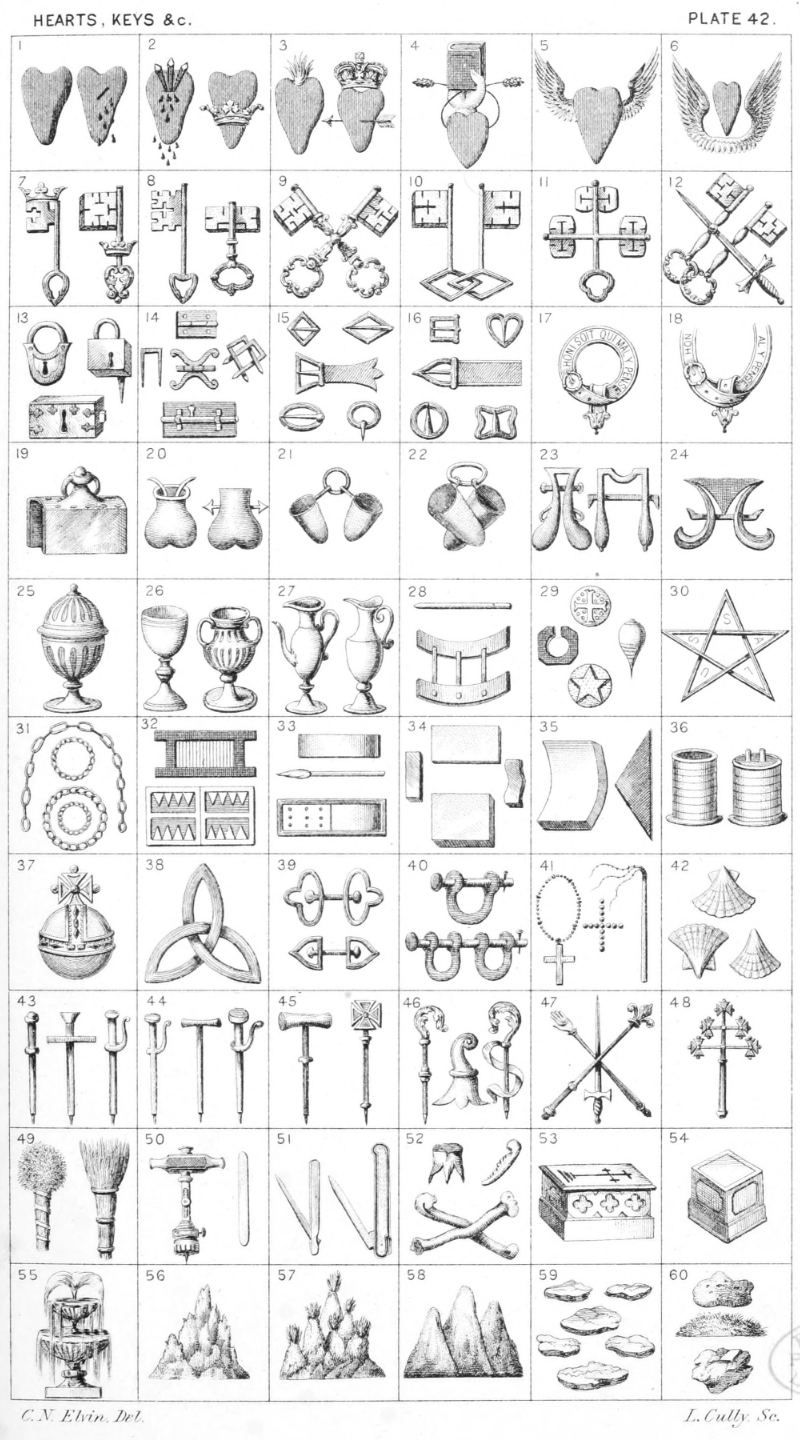 HEARTS, KEYS &c.
PLATE 42.
1 2 3 4 5 6
7 8 9 10 11 12
13 14 15 16 17 18
HONI SOIT QUI MAL Y PENSE
HON
AL Y PENS
19 20 21 22 23 24
25 26 27 28 29 30
S A L U S
31 32 33 34 35 36
37 38 39 40 41 42
43 44 45 46 47 48
49 50 51 52 53 54
55 56 57 58 59 60
C. N. Elvin. Del.
L. Cully. Sc.